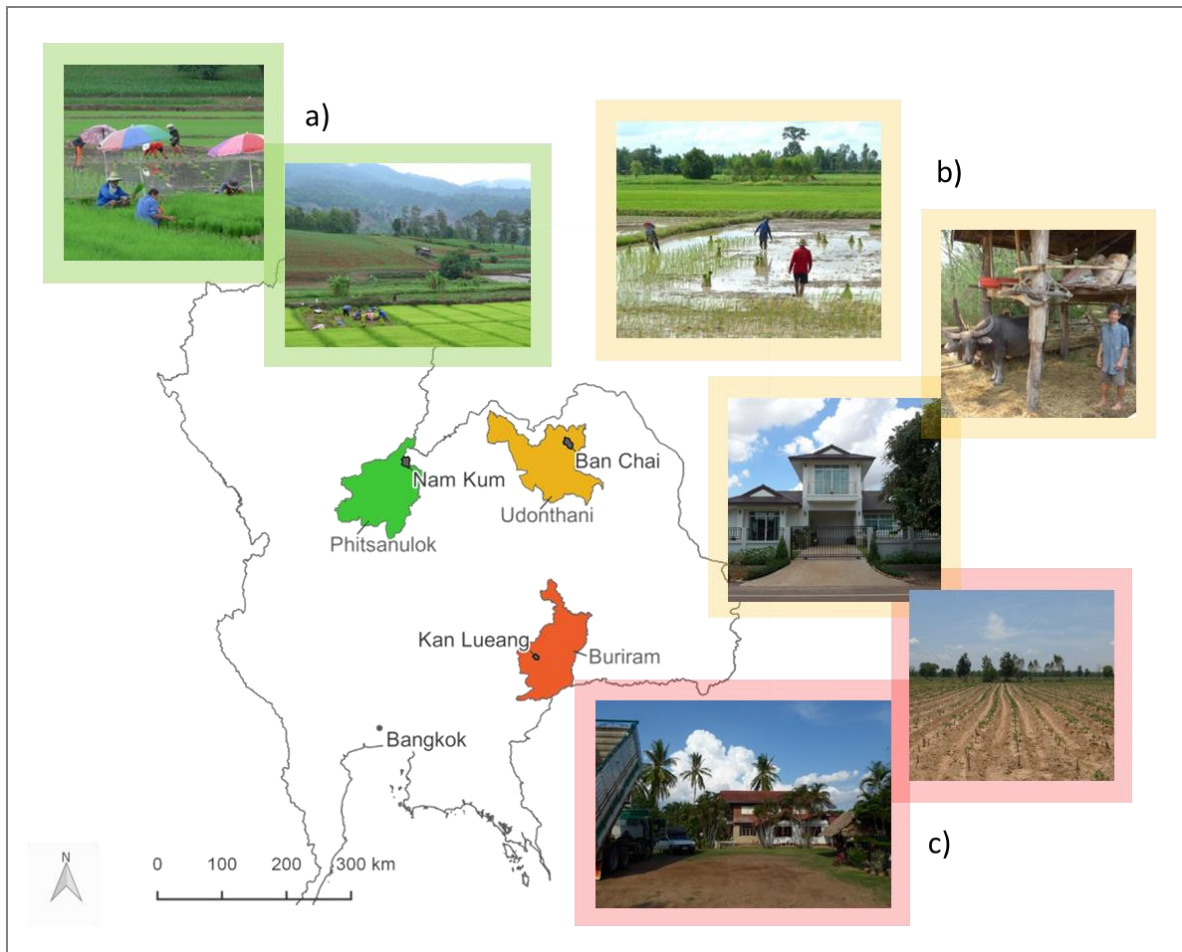 a)
b)
Ban Chai
Nam Kum
Udonthani
Phitsanulok
Kan Lueang
Buriram
Bangkok
c)
N
0 100 200 300 km